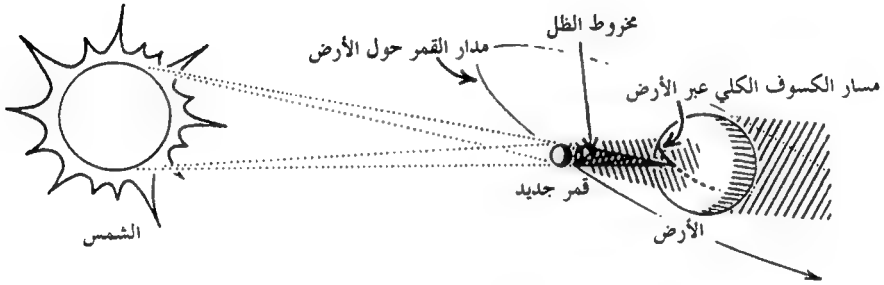 مخروط الظل
مدار القمر حول الأرض
مسار الكسوف الكلي عبر الأرض
قمر جديد
الأرض
الشمس